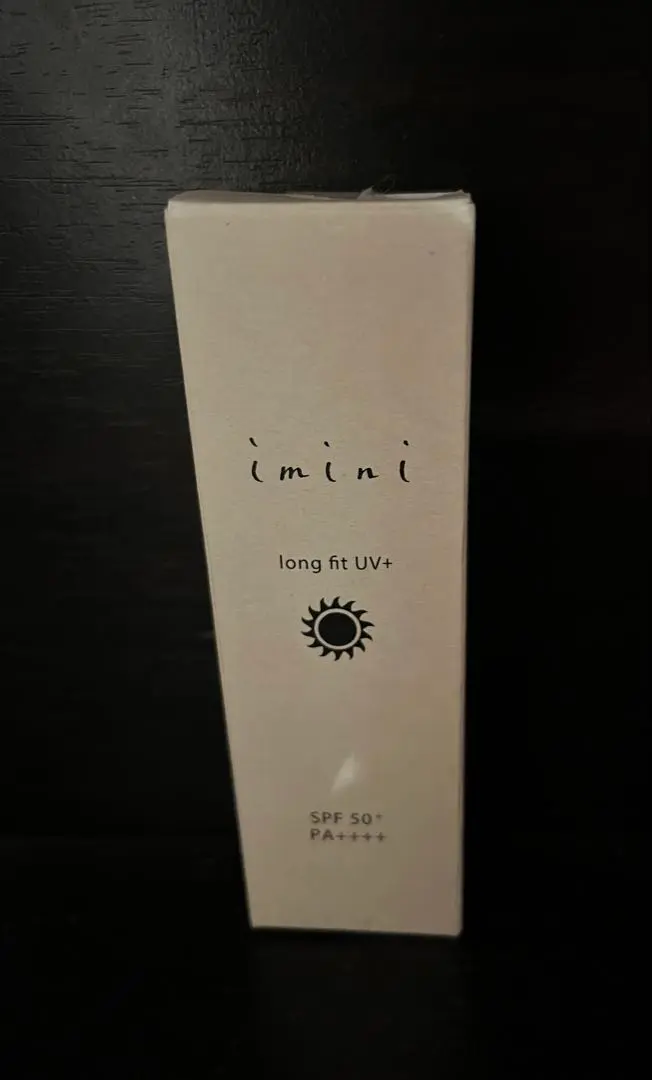 imini
long fit UV+
SPF 50+
PA++++